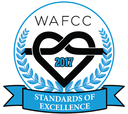 WAFCC
2017
STANDARDS OF
EXCELLENCE